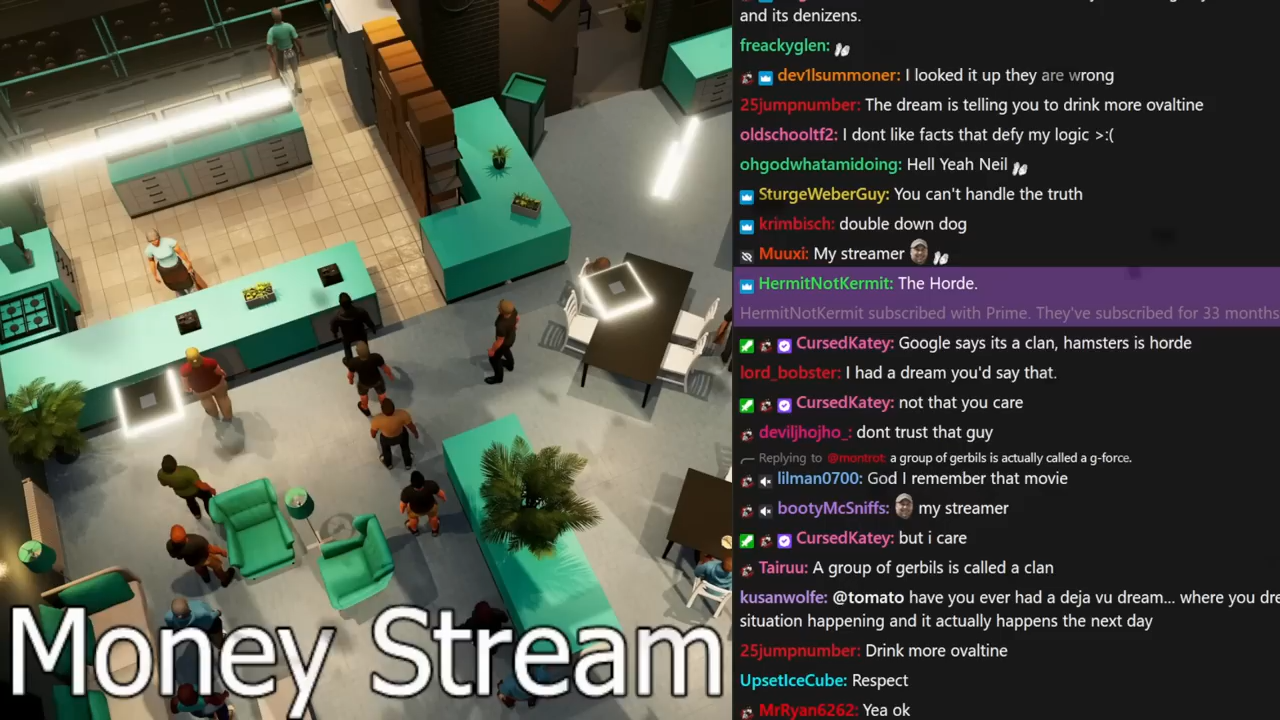 and its denizens.
freackyglen:
dev1lsummoner: I looked it up they are wrong
25jumpnumber: The dream is telling you to drink more ovaltine
oldschooltf2: I dont like facts that defy my logic >:(
ohgodwhatamidoing: Hell Yeah Neil
SturgeWeberGuy: You can't handle the truth
krimbisch: double down dog
Muuxi: My streamer
HermitNotKermit: The Horde.
HermitNotKermit subscribed with Prime. They've subscribed for 33 months
CursedKatey: Google says its a clan, hamsters is horde
lord_bobster: I had a dream you'd say that.
CursedKatey: not that you care
deviljhojho_: dont trust that guy
Replying to @montrot: a group of gerbils is actually called a g-force.
lilman0700: God I remember that movie
bootyMcSniffs: my streamer
CursedKatey: but i care
Tairuu: A group of gerbils is called a clan
kusanwolfe: @tomato have you ever had a deja vu dream... where you dre
situation happening and it actually happens the next day
25jumpnumber: Drink more ovaltine
UpsetIceCube: Respect
MrRyan6262: Yea ok
Money Stream